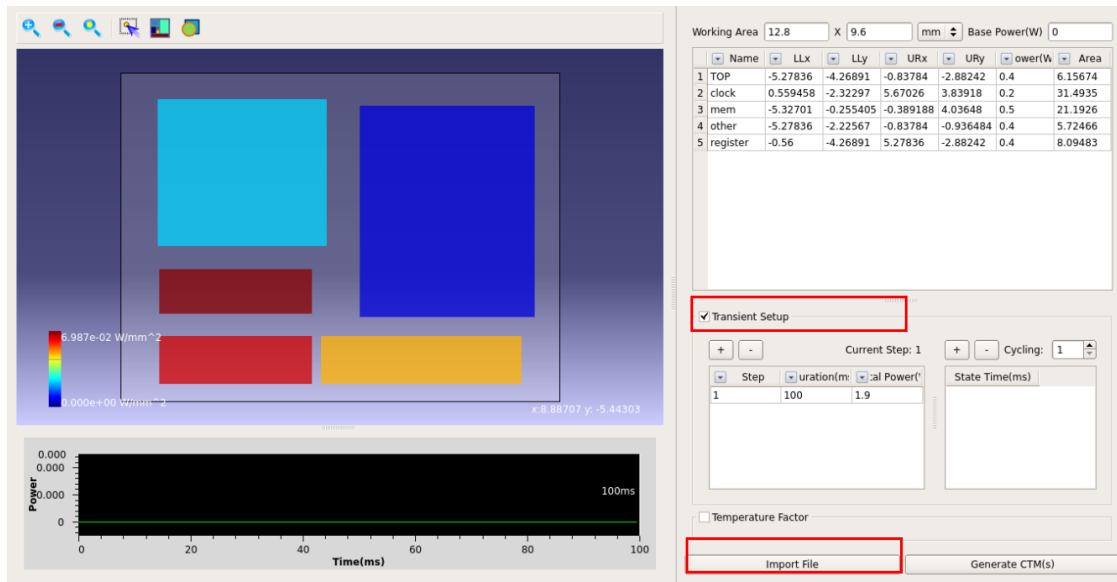 Working Area 12.8 X 9.6 mm Base Power(W) 0
Name LLx LLy URx URy ower(W Area
1 TOP -5.27836 -4.26891 -0.83784 -2.88242 0.4 6.15674
2 clock 0.559458 -2.32297 5.67026 3.83918 0.2 31.4935
3 mem -5.32701 -0.255405 -0.389188 4.03648 0.5 21.1926
4 other -5.27836 -2.22567 -0.83784 -0.936484 0.4 5.72466
5 register -0.56 -4.26891 5.27836 -2.88242 0.4 8.09483
6.987e-02 W/mm^2
0.000e+00 W/mm^2
x:8.88707 y: -5.44303
Transient Setup
+ - Current Step: 1 + - Cycling: 1
Step uration(m: :al Power(' State Time(ms)
1 100 1.9
0.000
0.000
0.000
0
Power
100ms
0 20 40 60 80 100
Time(ms)
Temperature Factor
Import File Generate CTM(s)